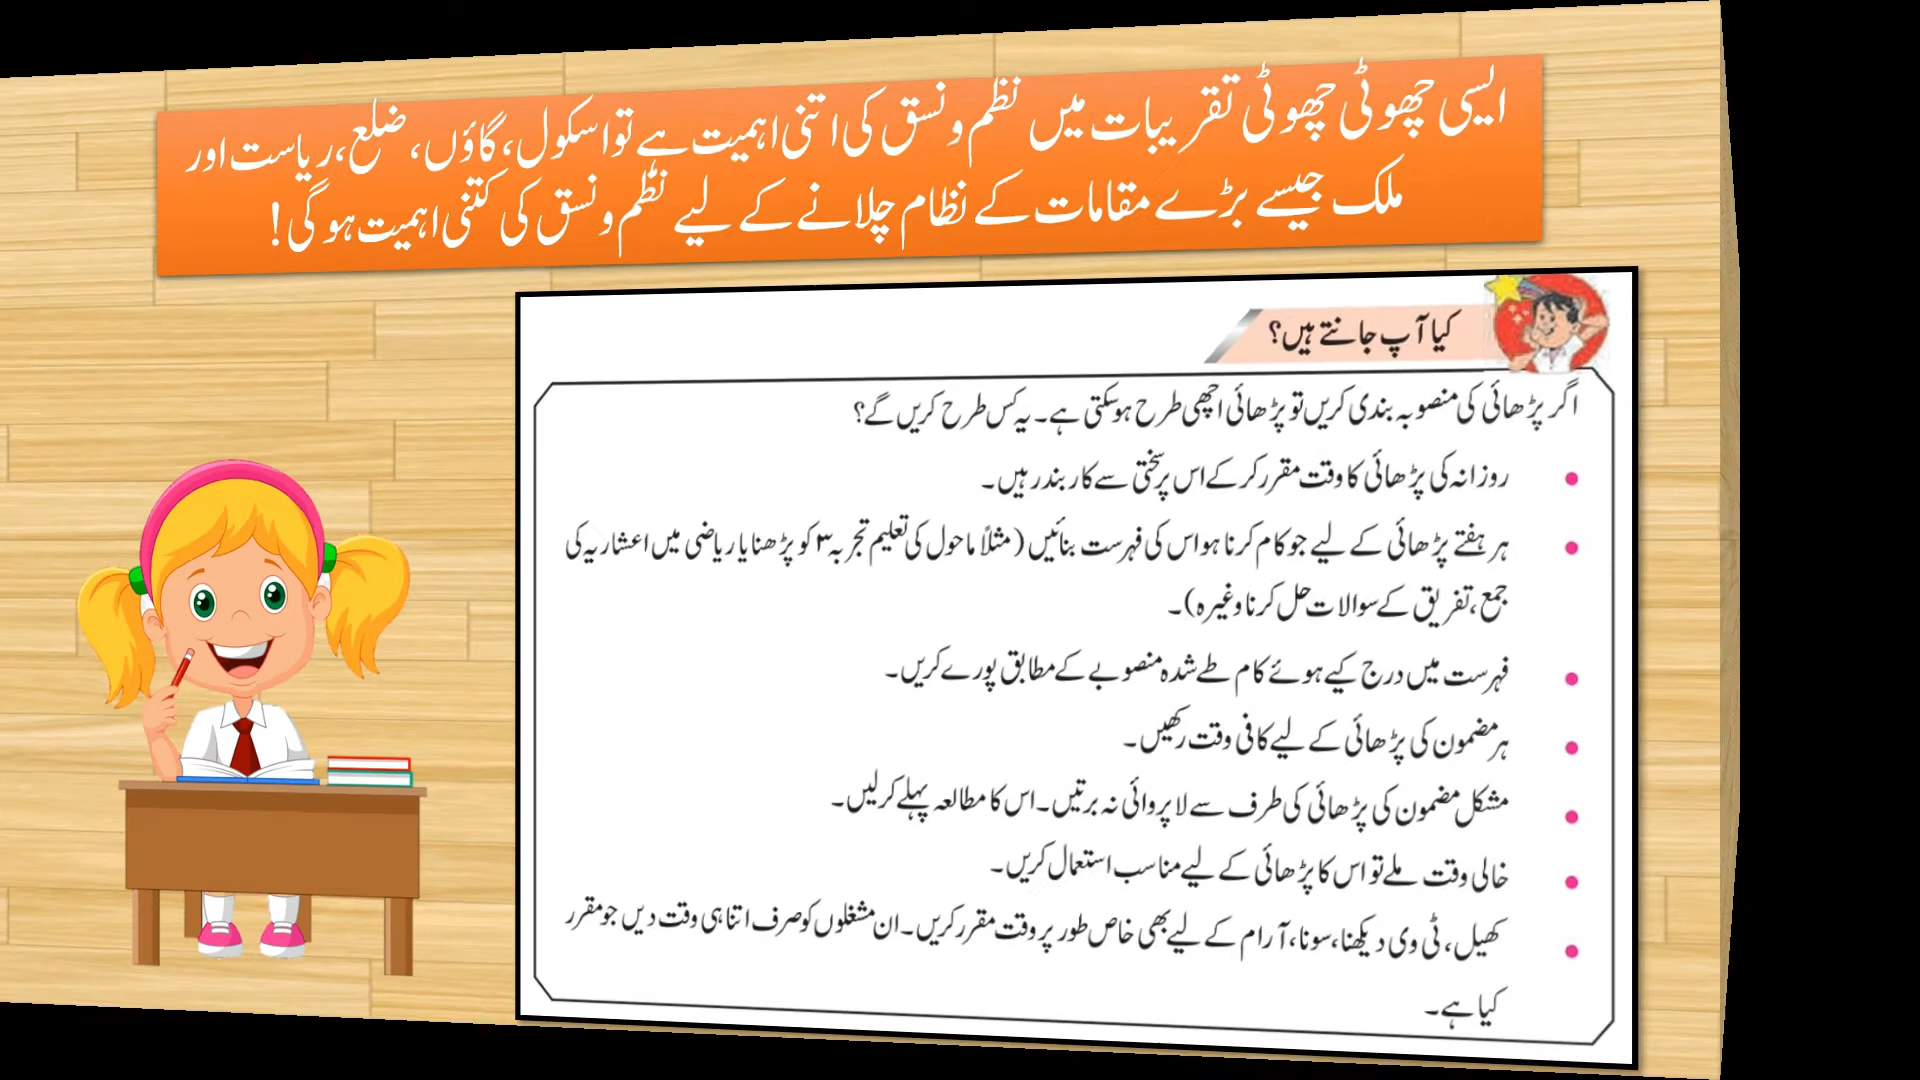 ایسی چھوٹی چھوٹی تقریبات میں نظم و نسق کی اتنی اہمیت ہے تو اسکول، گاؤں، ضلع، ریاست اور
ملک جیسے بڑے مقامات کے نظام چلانے کے لیے نظم و نسق کی کتنی اہمیت ہوگی!
کیا آپ جانتے ہیں؟
اگر پڑھائی کی منصوبہ بندی کریں تو پڑھائی اچھی طرح ہوسکتی ہے۔ یہ کس طرح کریں گے؟
• روزانہ کی پڑھائی کا وقت مقرر کرکے اس پر سختی سے کاربند رہیں۔
• ہر ہفتے پڑھائی کے لیے جو کام کرنا ہو اس کی فہرست بنائیں (مثلاً ماحول کی تعلیم تجربہ ۳ کو پڑھنا یا ریاضی میں اعشاریہ کی
جمع، تفریق کے سوالات حل کرنا وغیرہ)۔
• فہرست میں درج کیے ہوئے کام طے شدہ منصوبے کے مطابق پورے کریں۔
• ہر مضمون کی پڑھائی کے لیے کافی وقت رکھیں۔
• مشکل مضمون کی پڑھائی کی طرف سے لاپروائی نہ برتیں۔ اس کا مطالعہ پہلے کرلیں۔
• خالی وقت ملے تو اس کا پڑھائی کے لیے مناسب استعمال کریں۔
• کھیل، ٹی وی دیکھنا، سونا، آرام کے لیے بھی خاص طور پر وقت مقرر کریں۔ ان مشغلوں کو صرف اتنا ہی وقت دیں جو مقرر
کیا ہے۔